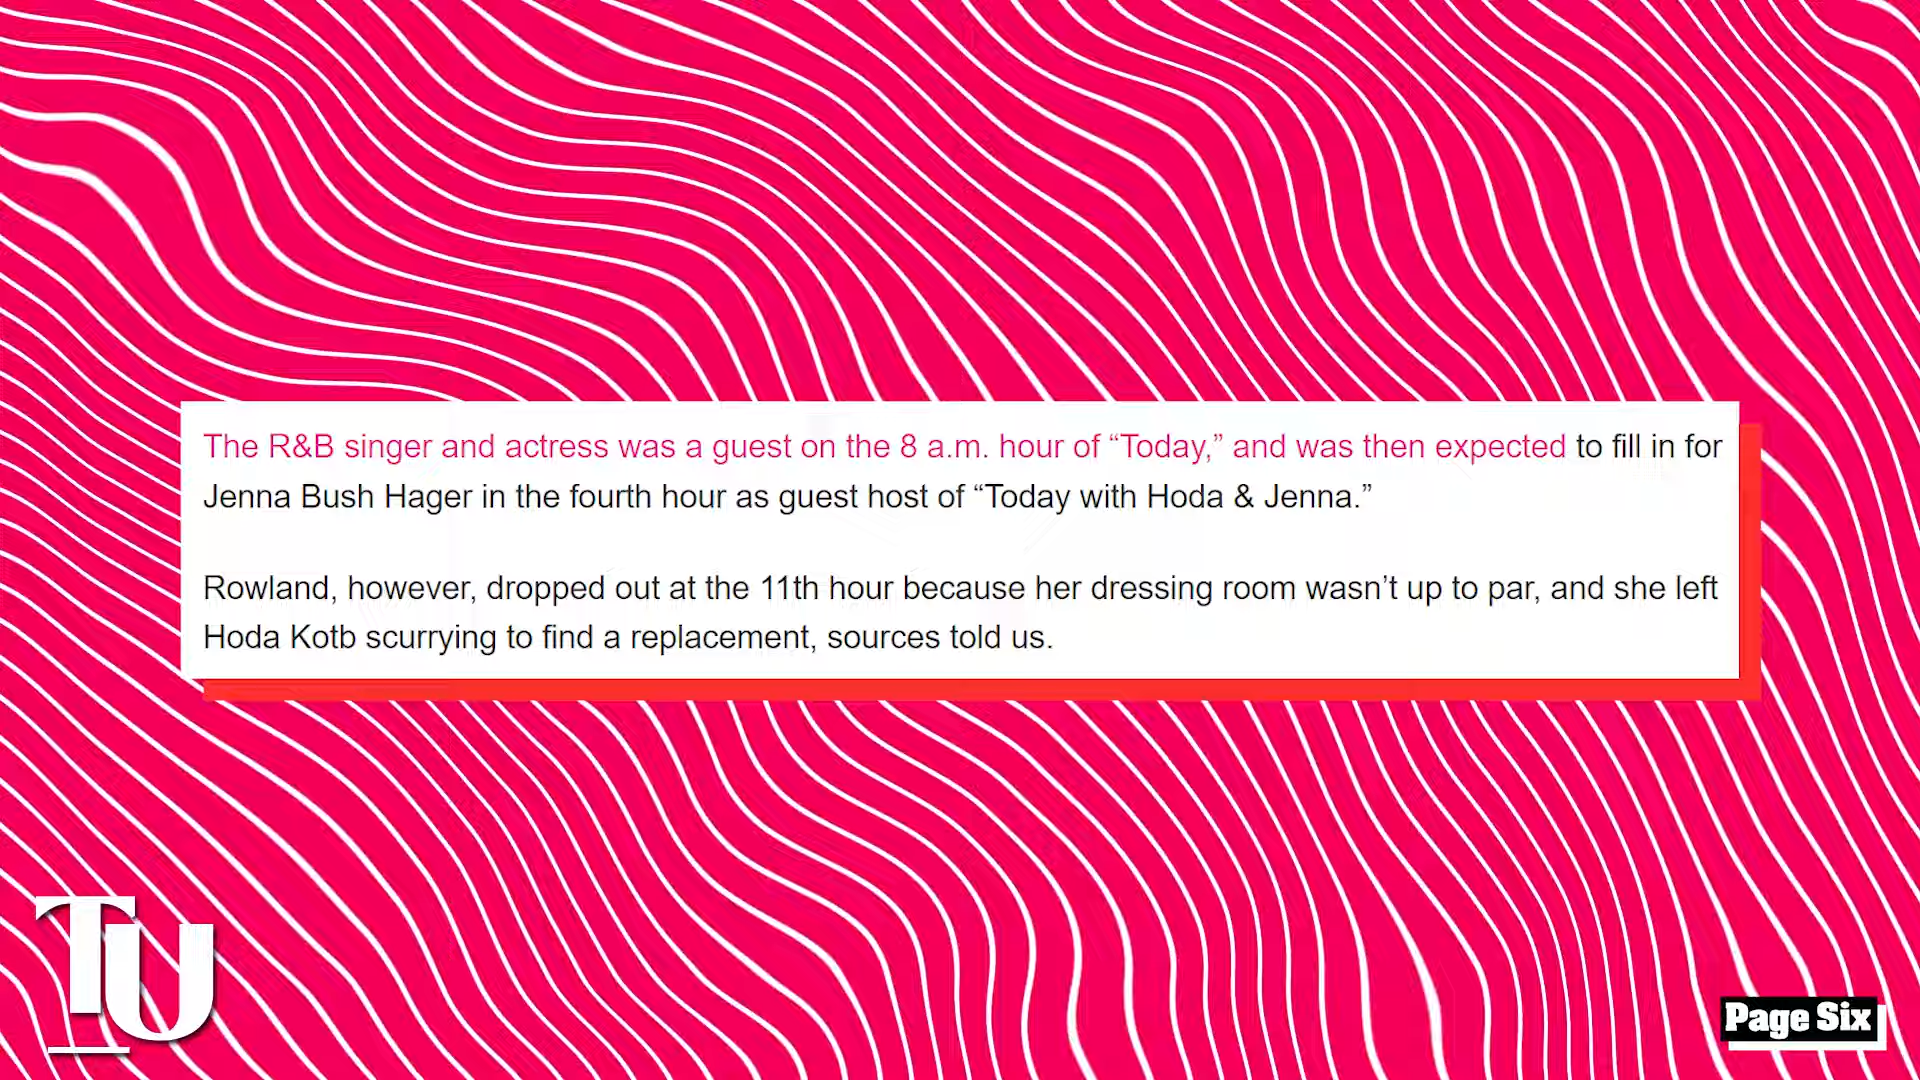 The R&B singer and actress was a guest on the 8 a.m. hour of “Today,” and was then expected to fill in for
Jenna Bush Hager in the fourth hour as guest host of “Today with Hoda & Jenna.”
Rowland, however, dropped out at the 11th hour because her dressing room wasn’t up to par, and she left
Hoda Kotb scurrying to find a replacement, sources told us.
TU
Page Six